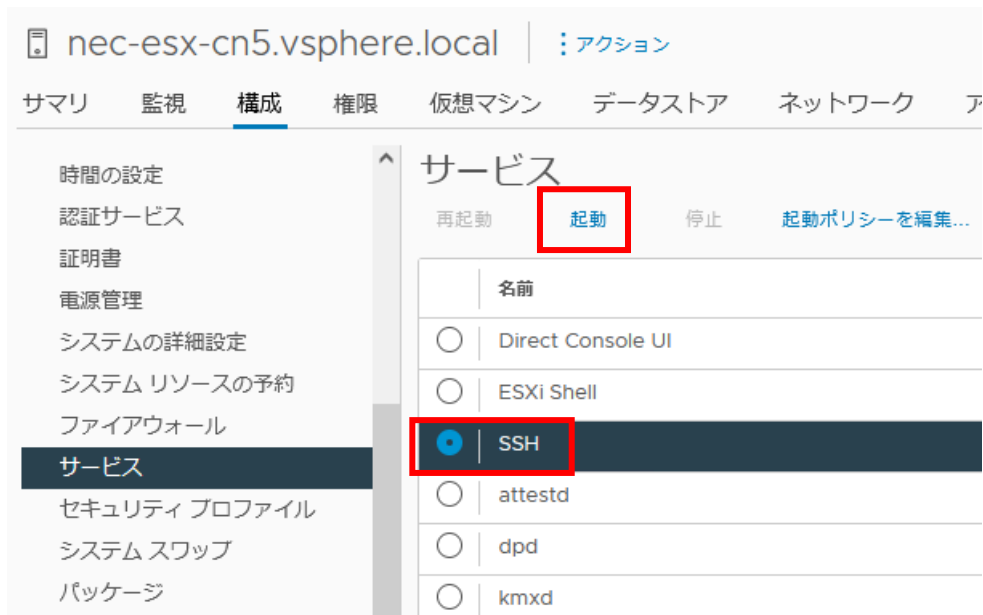 nec-esx-cn5.vsphere.local アクション
サマリ 監視 構成 権限 仮想マシン データストア ネットワーク ア
時間の設定
認証サービス
証明書
電源管理
システムの詳細設定
システム リソースの予約
ファイアウォール
サービス
セキュリティ プロファイル
システム スワップ
パッケージ
サービス
再起動 起動 停止 起動ポリシーを編集...
名前
Direct Console UI
ESXi Shell
SSH
attestd
dpd
kmxd